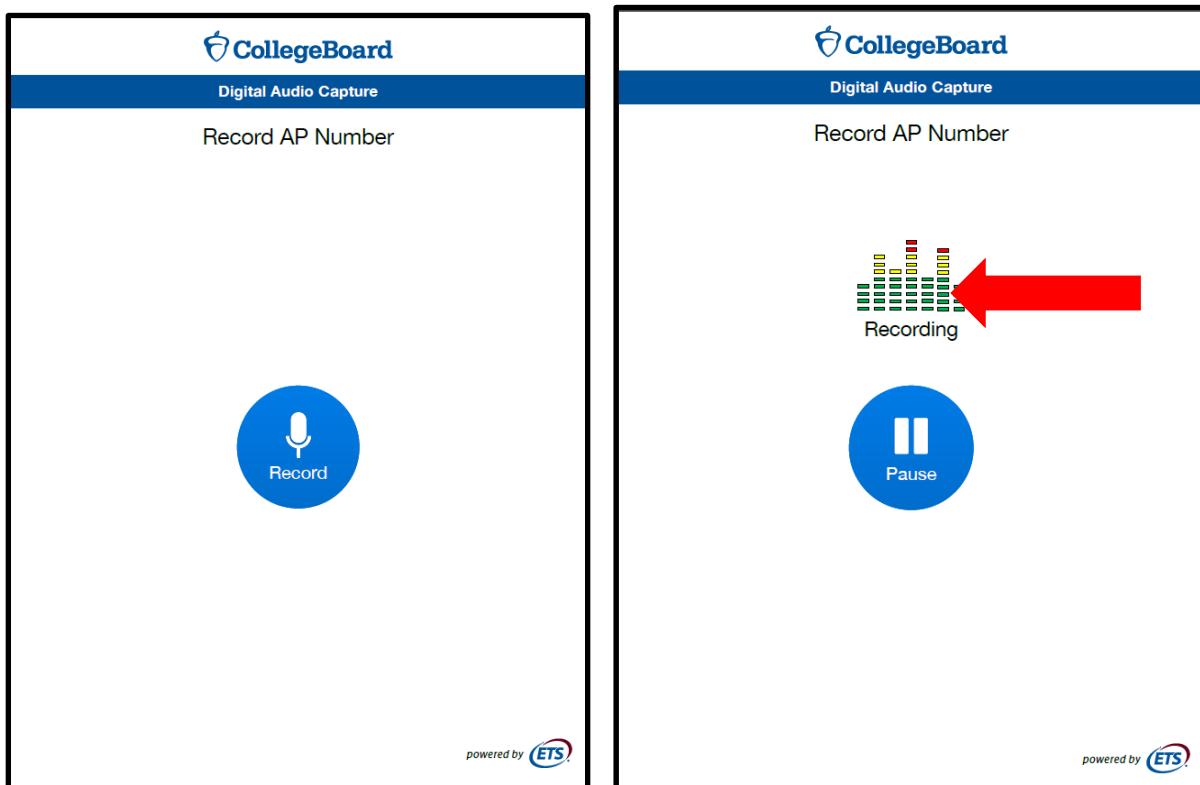 CollegeBoard
Digital Audio Capture
Record AP Number
Record
powered by ETS
CollegeBoard
Digital Audio Capture
Record AP Number
Recording
Pause
powered by ETS